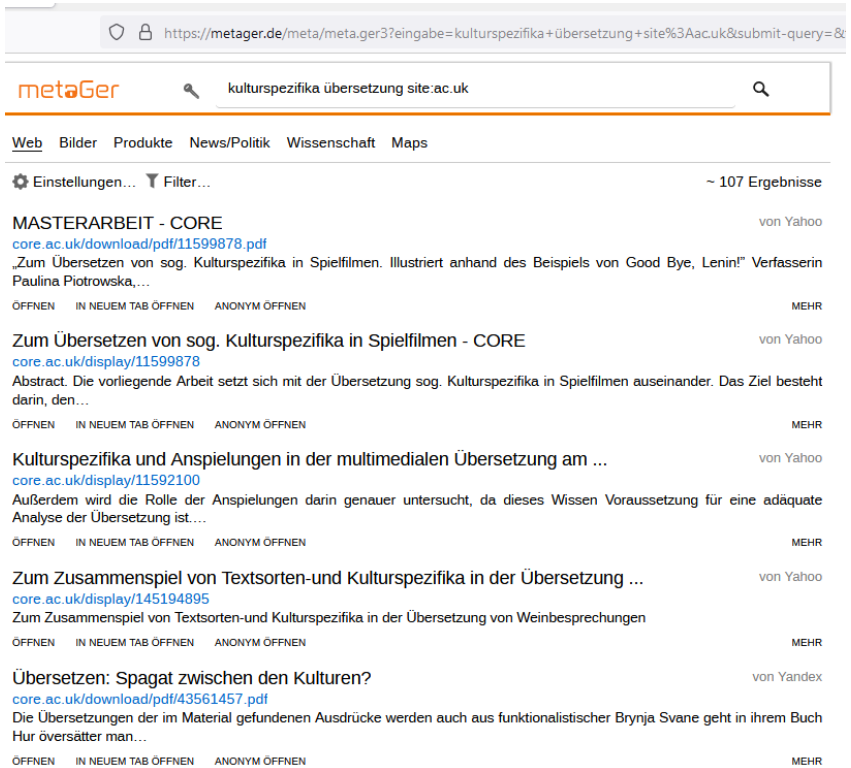 https://metager.de/meta/meta.ger3?eingabe=kulturspezifika+übersetzung+site%3Aac.uk&submit-query=&
metaGer kulturspezifika übersetzung site:ac.uk
Web Bilder Produkte News/Politik Wissenschaft Maps
Einstellungen... Filter... ~ 107 Ergebnisse
MASTERARBEIT - CORE von Yahoo
core.ac.uk/download/pdf/11599878.pdf
„Zum Übersetzen von sog. Kulturspezifika in Spielfilmen. Illustriert anhand des Beispiels von Good Bye, Lenin!” Verfasserin
Paulina Piotrowska,…
ÖFFNEN IN NEUEM TAB ÖFFNEN ANONYM ÖFFNEN MEHR
Zum Übersetzen von sog. Kulturspezifika in Spielfilmen - CORE von Yahoo
core.ac.uk/display/11599878
Abstract. Die vorliegende Arbeit setzt sich mit der Übersetzung sog. Kulturspezifika in Spielfilmen auseinander. Das Ziel besteht
darin, den…
ÖFFNEN IN NEUEM TAB ÖFFNEN ANONYM ÖFFNEN MEHR
Kulturspezifika und Anspielungen in der multimedialen Übersetzung am ... von Yahoo
core.ac.uk/display/11592100
Außerdem wird die Rolle der Anspielungen darin genauer untersucht, da dieses Wissen Voraussetzung für eine adäquate
Analyse der Übersetzung ist.…
ÖFFNEN IN NEUEM TAB ÖFFNEN ANONYM ÖFFNEN MEHR
Zum Zusammenspiel von Textsorten-und Kulturspezifika in der Übersetzung ... von Yahoo
core.ac.uk/display/145194895
Zum Zusammenspiel von Textsorten-und Kulturspezifika in der Übersetzung von Weinbesprechungen
ÖFFNEN IN NEUEM TAB ÖFFNEN ANONYM ÖFFNEN MEHR
Übersetzen: Spagat zwischen den Kulturen? von Yandex
core.ac.uk/download/pdf/43561457.pdf
Die Übersetzungen der im Material gefundenen Ausdrücke werden auch aus funktionalistischer Brynja Svane geht in ihrem Buch
Hur översätter man…
ÖFFNEN IN NEUEM TAB ÖFFNEN ANONYM ÖFFNEN MEHR